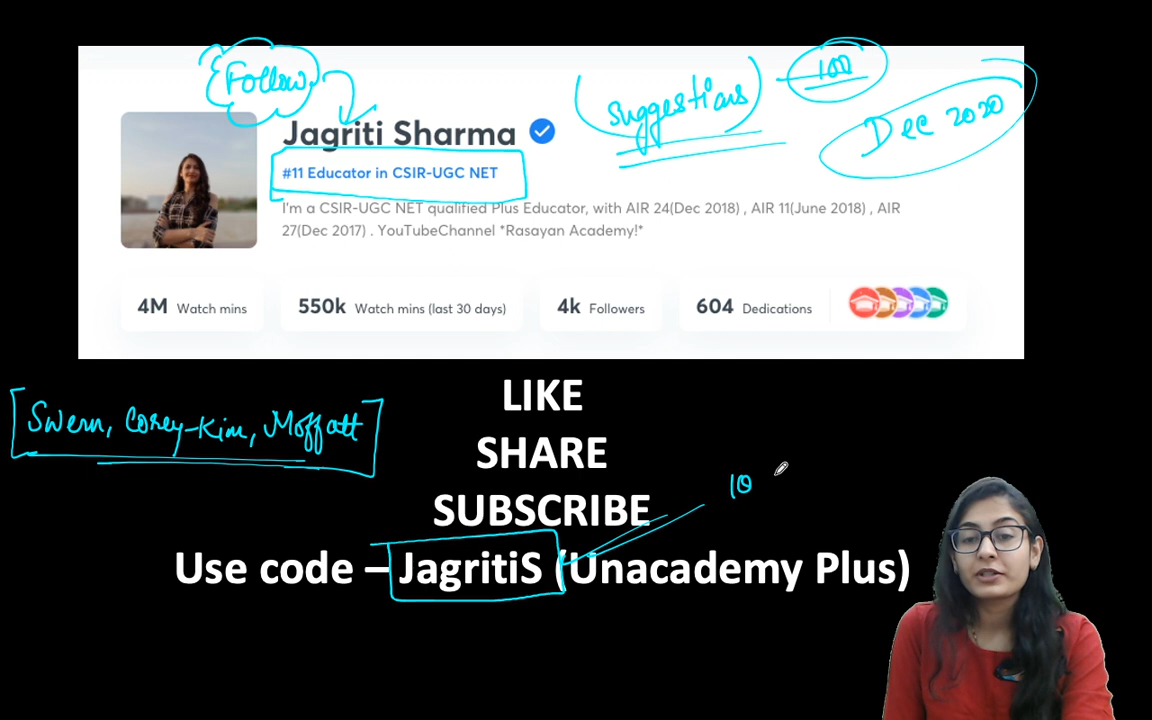 Follow
suggestions
100
Dec 2020
Jagriti Sharma
#11 Educator in CSIR-UGC NET
I'm a CSIR-UGC NET qualified Plus Educator, with AIR 24(Dec 2018) , AIR 11(June 2018) , AIR
27(Dec 2017) . YouTubeChannel *Rasayan Academy!*
4M Watch mins 550k Watch mins (last 30 days) 4k Followers 604 Dedications
Swern, Corey-Kim, Moffatt
LIKE
SHARE
SUBSCRIBE
10
Use code – JagritiS (Unacademy Plus)